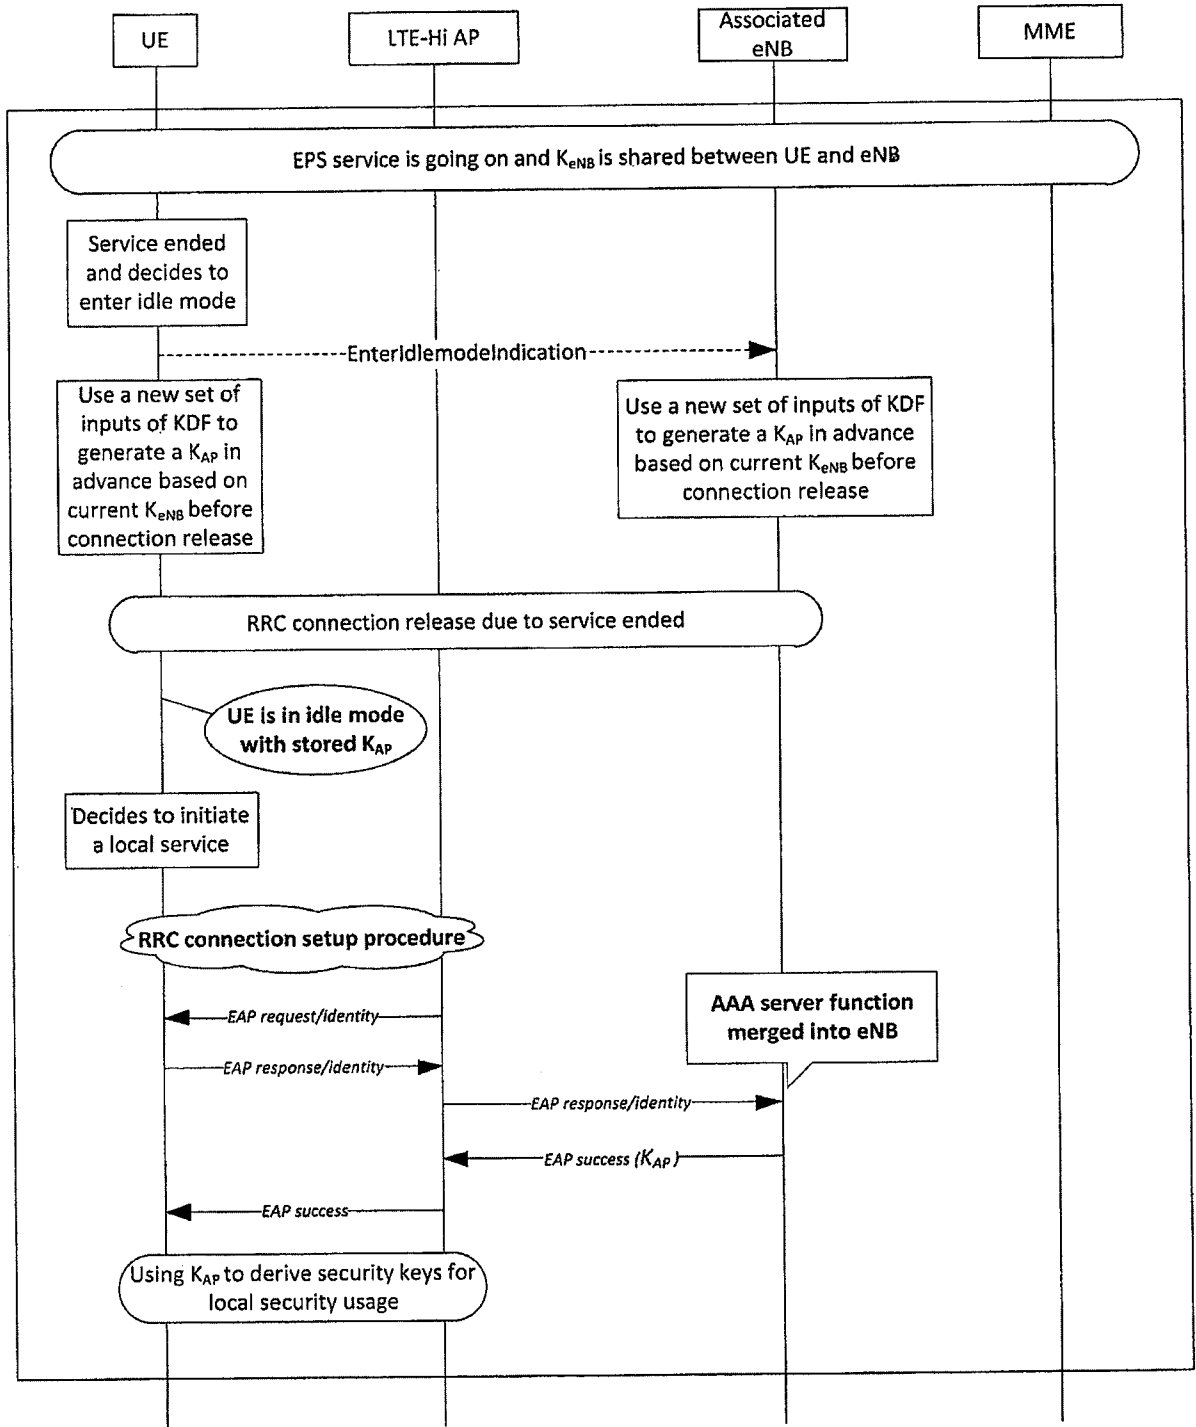 UE
LTE-Hi AP
Associated
eNB
MME
EPS service is going on and KeNB is shared between UE and eNB
Service ended
and decides to
enter idle mode
EnterIdlemodeIndication
Use a new set of
inputs of KDF to
generate a KAP in
advance based on
current KeNB before
connection release
Use a new set of inputs of KDF
to generate a KAP in advance
based on current KeNB before
connection release
RRC connection release due to service ended
UE is in idle mode
with stored KAP
Decides to initiate
a local service
RRC connection setup procedure
AAA server function
merged into eNB
EAP request/identity
EAP response/identity
EAP response/identity
EAP success (KAP)
EAP success
Using KAP to derive security keys for
local security usage